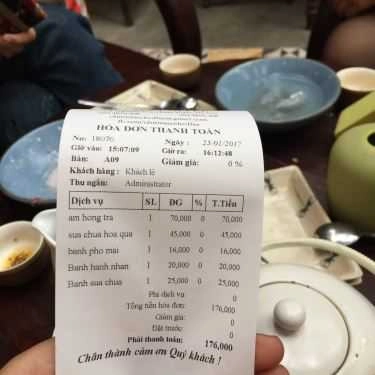 HÓA ĐƠN THANH TOÁN
No: 18076 Ngày : 23/01/2017
Giờ vào: 15:07:09 Giờ ra: 16:12:48
Bàn: A09 Giảm giá: 0 %
Khách hàng : Khách lẻ
Thu ngân: Administrator
Dịch vụ SL ĐG % T.Tiền
am hong tra 1 70,000 0 70,000
sua chua hoa qua 1 45,000 0 45,000
banh pho mai 1 16,000 0 16,000
Banh hanh nhan 1 20,000 0 20,000
Banh sua chua 1 25,000 0 25,000
Phí dịch vụ 0
Tổng tiền hóa đơn: 176,000
Giảm giá: 0
Đặt trước: 0
Phải thanh toán: 176,000
Chân thành cảm ơn Quý khách !